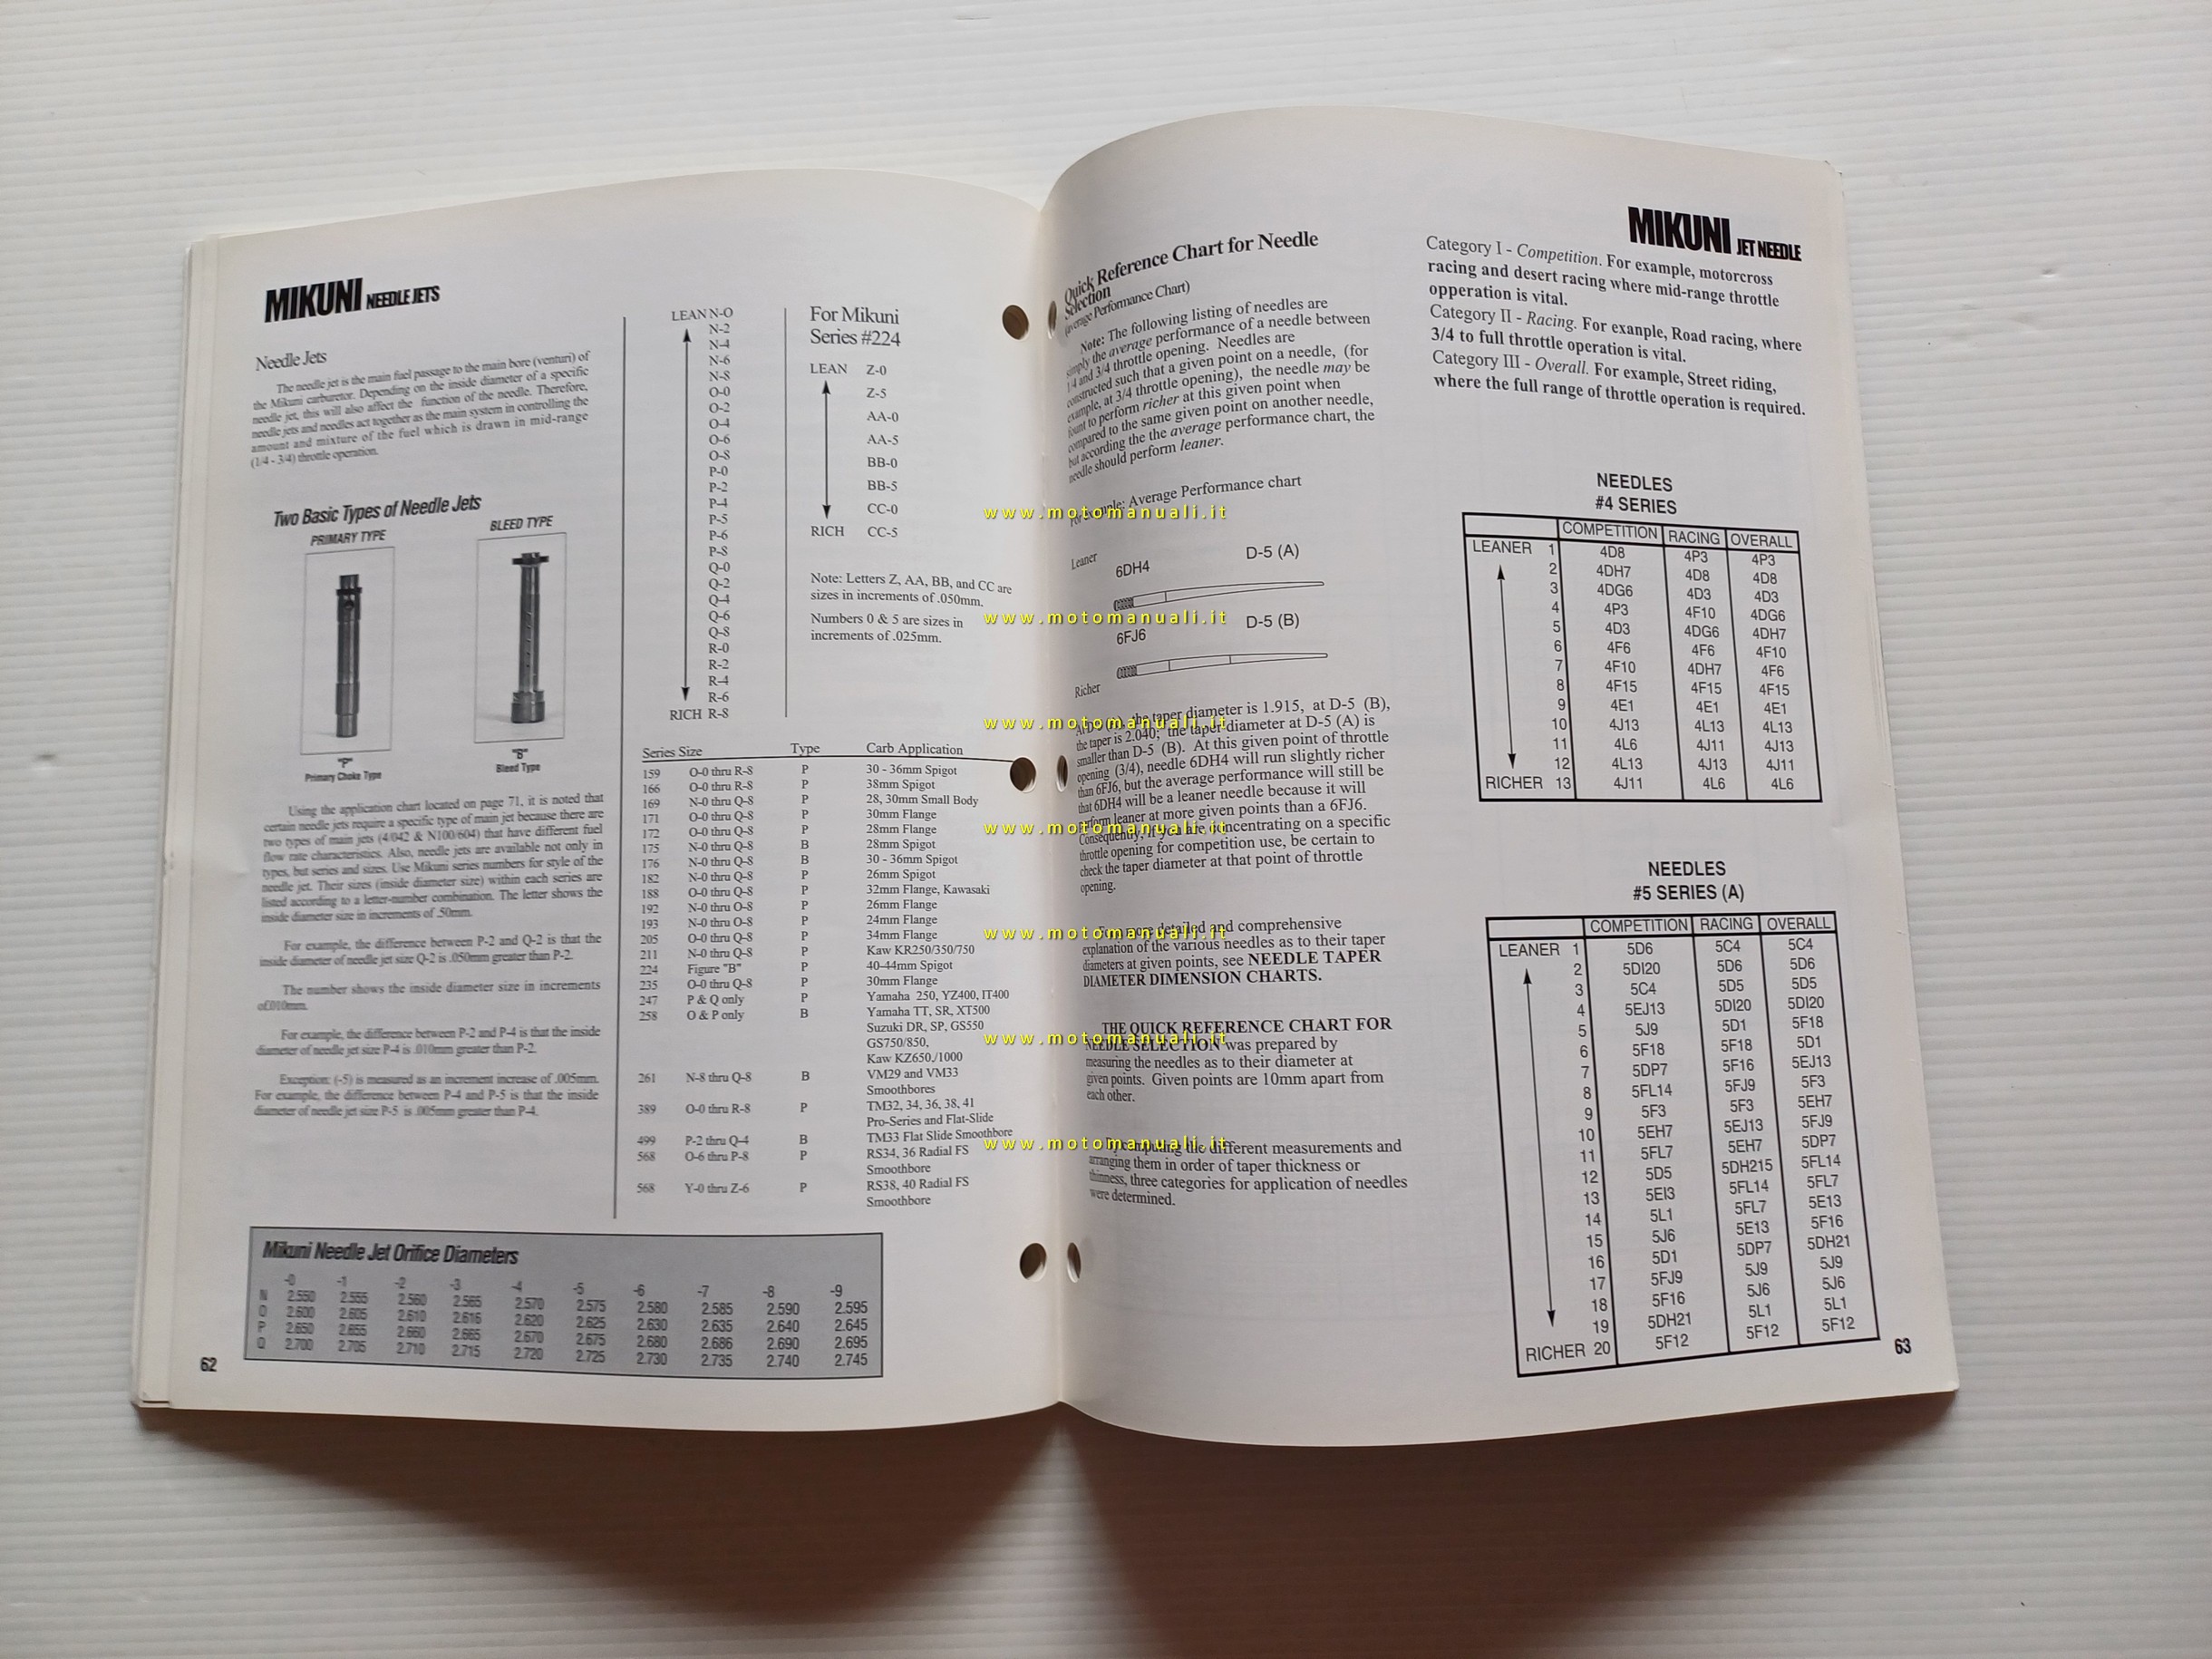 MIKUNI NEEDLE JETS
Needle Jets
The needle jet is the main fuel passage to the main bore (venturi) of
the Mikuni carburetor. Depending on the inside diameter of a specific
needle jet, this will also affect the function of the needle. Therefore,
needle jets and needles act together as the main system in controlling the
amount and mixture of the fuel which is drawn in mid-range
(1/4 - 3/4) throttle operation.
Two Basic Types of Needle Jets
PRIMARY TYPE
BLEED TYPE
"P"
Primary Choke Type
"B"
Bleed Type
Using the application chart located on page 71, it is noted that
certain needle jets require a specific type of main jet because there are
two types of main jets (4/042 & N100/604) that have different fuel
flow rate characteristics. Also, needle jets are available not only in
types, but series and sizes. Use Mikuni series numbers for style of the
needle jet. Their sizes (inside diameter size) within each series are
listed according to a letter-number combination. The letter shows the
inside diameter size in increments of .50mm.
For example, the difference between P-2 and Q-2 is that the
inside diameter of needle jet size Q-2 is .050mm greater than P-2.
The number shows the inside diameter size in increments
of.010mm.
For example, the difference between P-2 and P-4 is that the inside
diameter of needle jet size P-4 is .010mm greater than P-2.
Exception: (-5) is measured as an increment increase of .005mm.
For example, the difference between P-4 and P-5 is that the inside
diameter of needle jet size P-5 is .005mm greater than P-4.
LEAN N-O
N-2
N-4
N-6
N-8
O-0
O-2
O-4
O-6
O-8
P-0
P-2
P-4
P-5
P-6
P-8
Q-0
Q-2
Q-4
Q-6
Q-8
R-0
R-2
R-4
R-6
RICH R-8
For Mikuni
Series #224
LEAN Z-0
Z-5
AA-0
AA-5
BB-0
BB-5
CC-0
RICH CC-5
Note: Letters Z, AA, BB, and CC are
sizes in increments of .050mm.
Numbers 0 & 5 are sizes in
increments of .025mm.
Series Size Type Carb Application
159 O-0 thru R-8 P 30 - 36mm Spigot
166 O-0 thru R-8 P 38mm Spigot
169 N-0 thru Q-8 P 28, 30mm Small Body
171 O-0 thru Q-8 P 30mm Flange
172 O-0 thru Q-8 P 28mm Flange
175 N-0 thru Q-8 B 28mm Spigot
176 N-0 thru Q-8 B 30 - 36mm Spigot
182 N-0 thru Q-8 P 26mm Spigot
188 O-0 thru Q-8 P 32mm Flange, Kawasaki
192 N-0 thru O-8 P 26mm Flange
193 N-0 thru O-8 P 24mm Flange
205 O-0 thru Q-8 P 34mm Flange
211 N-0 thru Q-8 P Kaw KR250/350/750
224 Figure "B" P 40-44mm Spigot
235 O-0 thru Q-8 P 30mm Flange
247 P & Q only P Yamaha 250, YZ400, IT400
258 O & P only B Yamaha TT, SR, XT500
Suzuki DR, SP, GS550
GS750/850,
Kaw KZ650,/1000
261 N-8 thru Q-8 B VM29 and VM33
Smoothbores
389 O-0 thru R-8 P TM32, 34, 36, 38, 41
Pro-Series and Flat-Slide
499 P-2 thru Q-4 B TM33 Flat Slide Smoothbore
568 O-6 thru P-8 P RS34, 36 Radial FS
Smoothbore
568 Y-0 thru Z-6 P RS38, 40 Radial FS
Smoothbore
Mikuni Needle Jet Orifice Diameters
-0 -1 -2 -3 -4 -5 -6 -7 -8 -9
N 2.550 2.555 2.560 2.565 2.570 2.575 2.580 2.585 2.590 2.595
O 2.600 2.605 2.610 2.616 2.620 2.625 2.630 2.635 2.640 2.645
P 2.650 2.655 2.660 2.665 2.670 2.675 2.680 2.686 2.690 2.695
Q 2.700 2.705 2.710 2.715 2.720 2.725 2.730 2.735 2.740 2.745
62
Quick Reference Chart for Needle
Selection
(average Performance Chart)
Note: The following listing of needles are
simply the average performance of a needle between
1/4 and 3/4 throttle opening. Needles are
constructed such that a given point on a needle, (for
example, at 3/4 throttle opening), the needle may be
fount to perform richer at this given point when
compared to the same given point on another needle,
but according the the average performance chart, the
needle should perform leaner.
Average Performance chart
www.motomanuali.it
Leaner
6DH4
D-5 (A)
www.motomanuali.it
D-5 (B)
6FJ6
Richer
the taper diameter is 1.915, at D-5 (B),
www.motomanuali.it
the taper is 2.040; the taper diameter at D-5 (A) is
smaller than D-5 (B). At this given point of throttle
opening (3/4), needle 6DH4 will run slightly richer
than 6FJ6, but the average performance will still be
that 6DH4 will be a leaner needle because it will
perform leaner at more given points than a 6FJ6.
www.motomanuali.it
Consequently, if you are concentrating on a specific
throttle opening for competition use, be certain to
check the taper diameter at that point of throttle
opening.
detailed and comprehensive
www.motomanuali.it
explanation of the various needles as to their taper
diameters at given points, see NEEDLE TAPER
DIAMETER DIMENSION CHARTS.
THE QUICK REFERENCE CHART FOR
www.motomanuali.it
NEEDLE SELECTION was prepared by
measuring the needles as to their diameter at
given points. Given points are 10mm apart from
each other.
the different measurements and
www.motomanuali.it
arranging them in order of taper thickness or
thinness, three categories for application of needles
were determined.
MIKUNI JET NEEDLE
Category I - Competition. For example, motorcross
racing and desert racing where mid-range throttle
opperation is vital.
Category II - Racing. For exanple, Road racing, where
3/4 to full throttle operation is vital.
Category III - Overall. For example, Street riding,
where the full range of throttle operation is required.
NEEDLES
#4 SERIES
COMPETITION RACING OVERALL
LEANER 1 4D8 4P3 4P3
2 4DH7 4D8 4D8
3 4DG6 4D3 4D3
4 4P3 4F10 4DG6
5 4D3 4DG6 4DH7
6 4F6 4F6 4F10
7 4F10 4DH7 4F6
8 4F15 4F15 4F15
9 4E1 4E1 4E1
10 4J13 4L13 4L13
11 4L6 4J11 4J13
12 4L13 4J13 4J11
RICHER 13 4J11 4L6 4L6
NEEDLES
#5 SERIES (A)
COMPETITION RACING OVERALL
LEANER 1 5D6 5C4 5C4
2 5DI20 5D6 5D6
3 5C4 5D5 5D5
4 5EJ13 5DI20 5DI20
5 5J9 5D1 5F18
6 5F18 5F18 5D1
7 5DP7 5F16 5EJ13
8 5FL14 5FJ9 5F3
9 5F3 5F3 5EH7
10 5EH7 5EJ13 5FJ9
11 5FL7 5EH7 5DP7
12 5D5 5DH215 5FL14
13 5EI3 5FL14 5FL7
14 5L1 5FL7 5E13
15 5J6 5E13 5F16
16 5D1 5DP7 5DH21
17 5FJ9 5J9 5J9
18 5F16 5J6 5J6
19 5DH21 5L1 5L1
RICHER 20 5F12 5F12 5F12
63